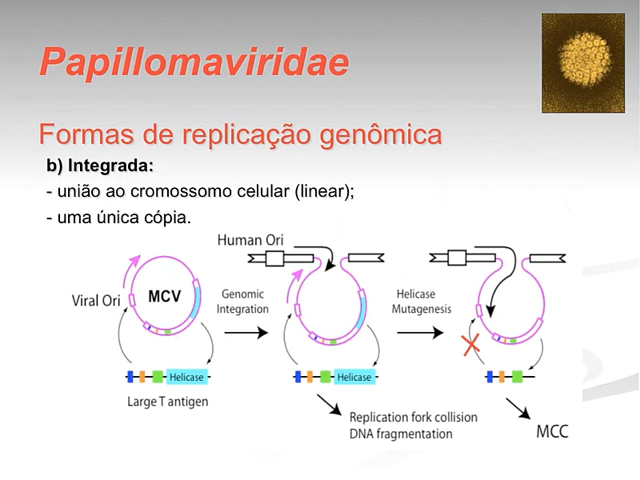 Papillomaviridae
Formas de replicação genômica
b) Integrada:
- união ao cromossomo celular (linear);
- uma única cópia.
Human Ori
Viral Ori
MCV
Genomic
Integration
Helicase
Mutagenesis
Helicase
Helicase
Large T antigen
Replication fork collision
DNA fragmentation
MCC